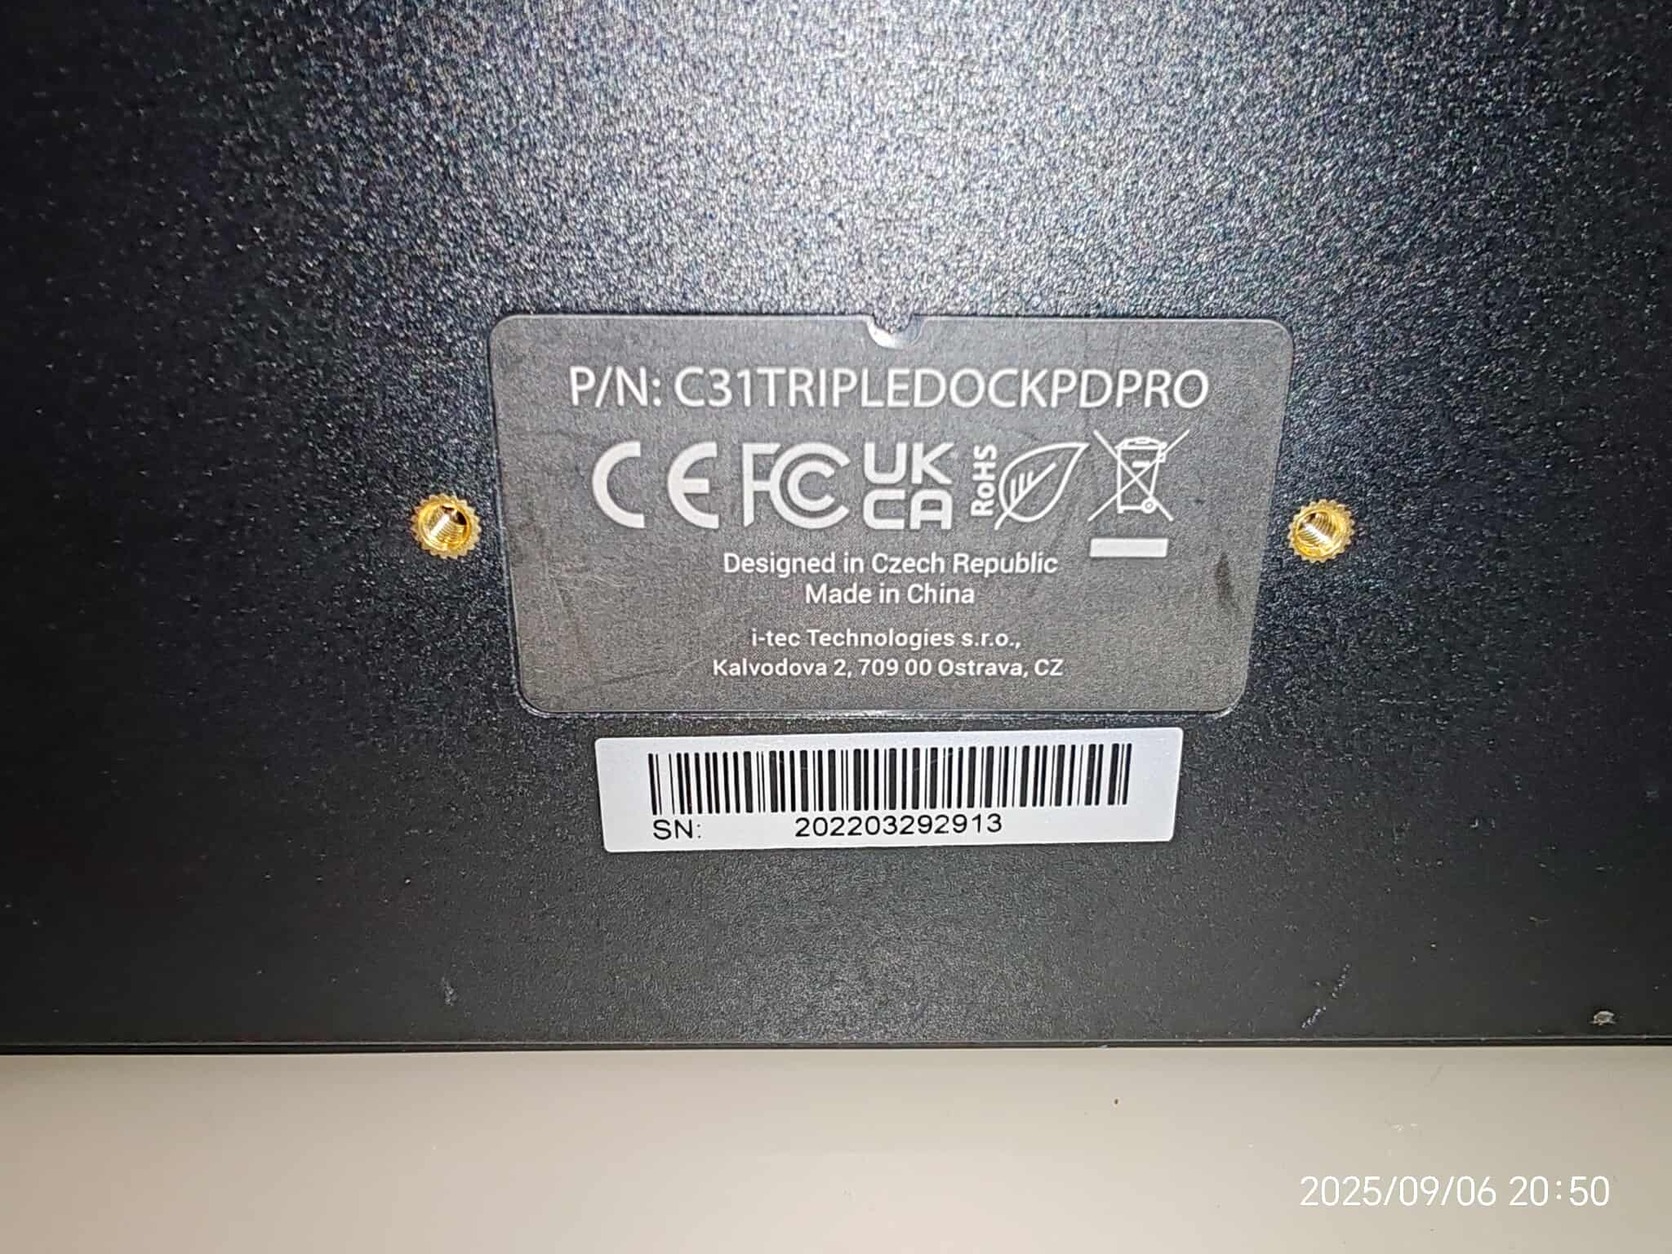 P/N: C31TRIPLEDOCKPDPRO
CE FC UK CA RoHS
Designed in Czech Republic
Made in China
i-tec Technologies s.r.o.,
Kalvodova 2, 709 00 Ostrava, CZ
SN: 202203292913
2025/09/06 20:50